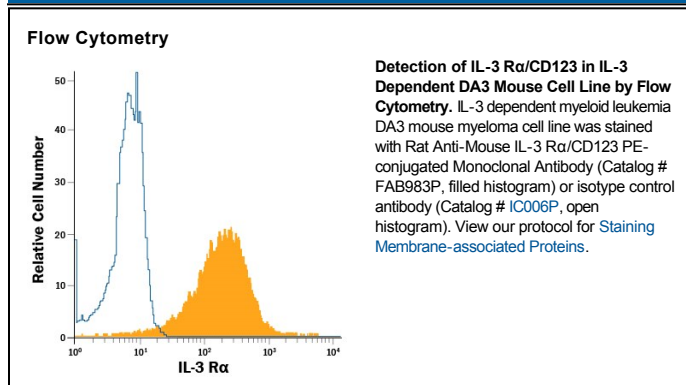 Flow Cytometry
Detection of IL-3 Rα/CD123 in IL-3
Dependent DA3 Mouse Cell Line by Flow
Cytometry. IL-3 dependent myeloid leukemia
DA3 mouse myeloma cell line was stained
with Rat Anti-Mouse IL-3 Rα/CD123 PE-
conjugated Monoclonal Antibody (Catalog #
FAB983P, filled histogram) or isotype control
antibody (Catalog # IC006P, open
histogram). View our protocol for Staining
Membrane-associated Proteins.
Relative Cell Number
50
40
30
20
10
0
10⁰ 10¹ 10² 10³ 10⁴
IL-3 Rα